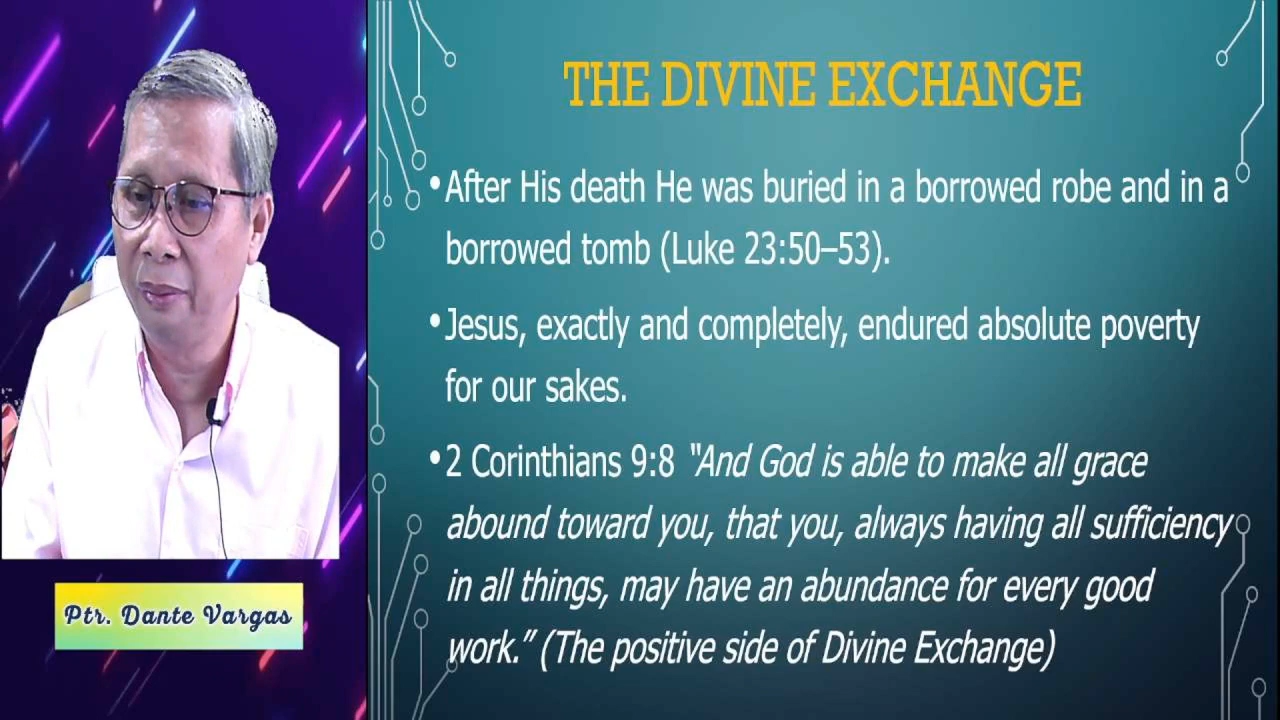 THE DIVINE EXCHANGE
•After His death He was buried in a borrowed robe and in a
borrowed tomb (Luke 23:50–53).
•Jesus, exactly and completely, endured absolute poverty
for our sakes.
•2 Corinthians 9:8 “And God is able to make all grace
abound toward you, that you, always having all sufficiency
in all things, may have an abundance for every good
work.” (The positive side of Divine Exchange)
Ptr. Dante Vargas